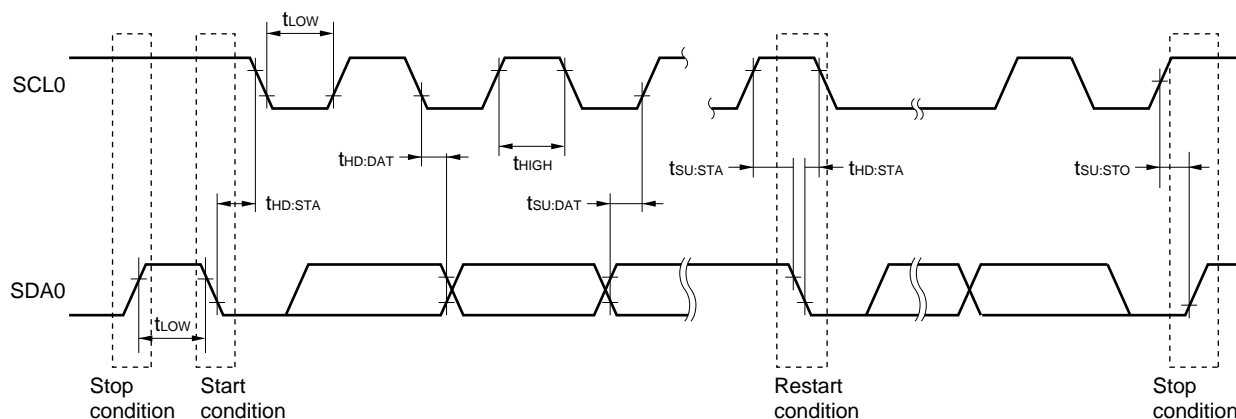 tLOW
SCL0
tHD:DAT
tHIGH
tSU:STA
tHD:STA
tSU:STO
tHD:STA
tSU:DAT
SDA0
tLOW
Stop
condition
Start
condition
Restart
condition
Stop
condition